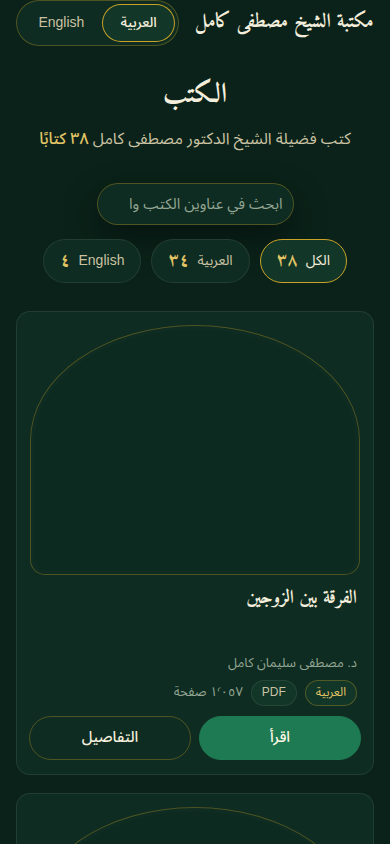 مكتبة الشيخ مصطفى كامل
العربية English
الكتب
كتب فضيلة الشيخ الدكتور مصطفى كامل ٣٨ كتابًا
ابحث في عناوين الكتب وا
الكل ٣٨ العربية ٣٤ English ٤
الفرقة بين الزوجين
د. مصطفى سليمان كامل
العربية PDF ١٬٠٥٧ صفحة
اقرأ التفاصيل